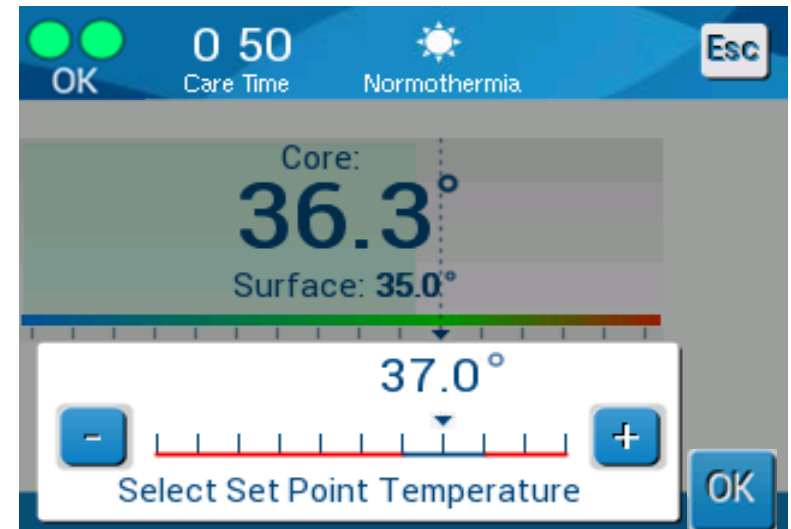 OK
0 50
Care Time
Normothermia
Esc
Core:
36.3°
Surface: 35.0°
37.0°
- +
Select Set Point Temperature
OK